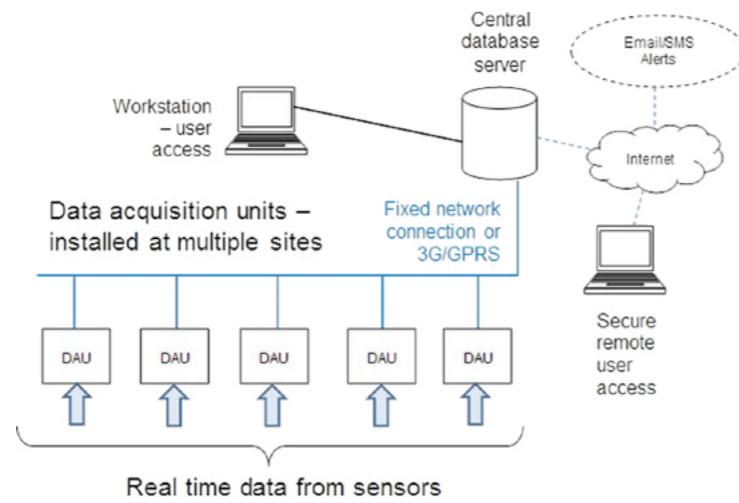 Central
database
server
Email/SMS
Alerts
Workstation
– user
access
Internet
Data acquisition units –
installed at multiple sites
Fixed network
connection or
3G/GPRS
DAU
DAU
DAU
DAU
DAU
Secure
remote
user
access
Real time data from sensors